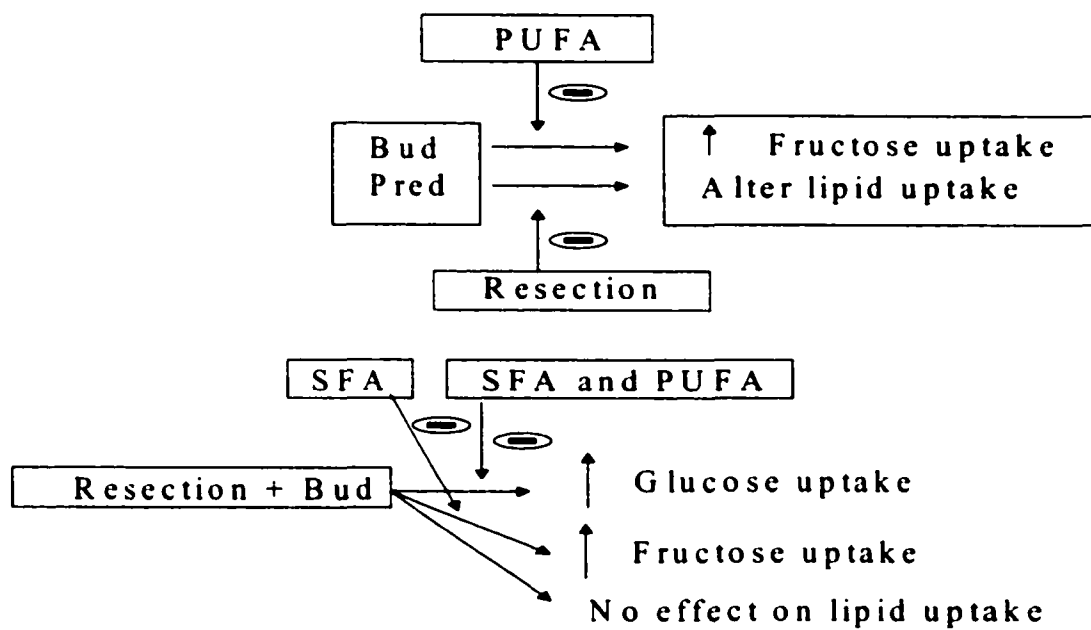 PUFA
Bud
Pred
↑ Fructose uptake
Alter lipid uptake
Resection
SFA
SFA and PUFA
Resection + Bud
↑ Glucose uptake
↑ Fructose uptake
No effect on lipid uptake